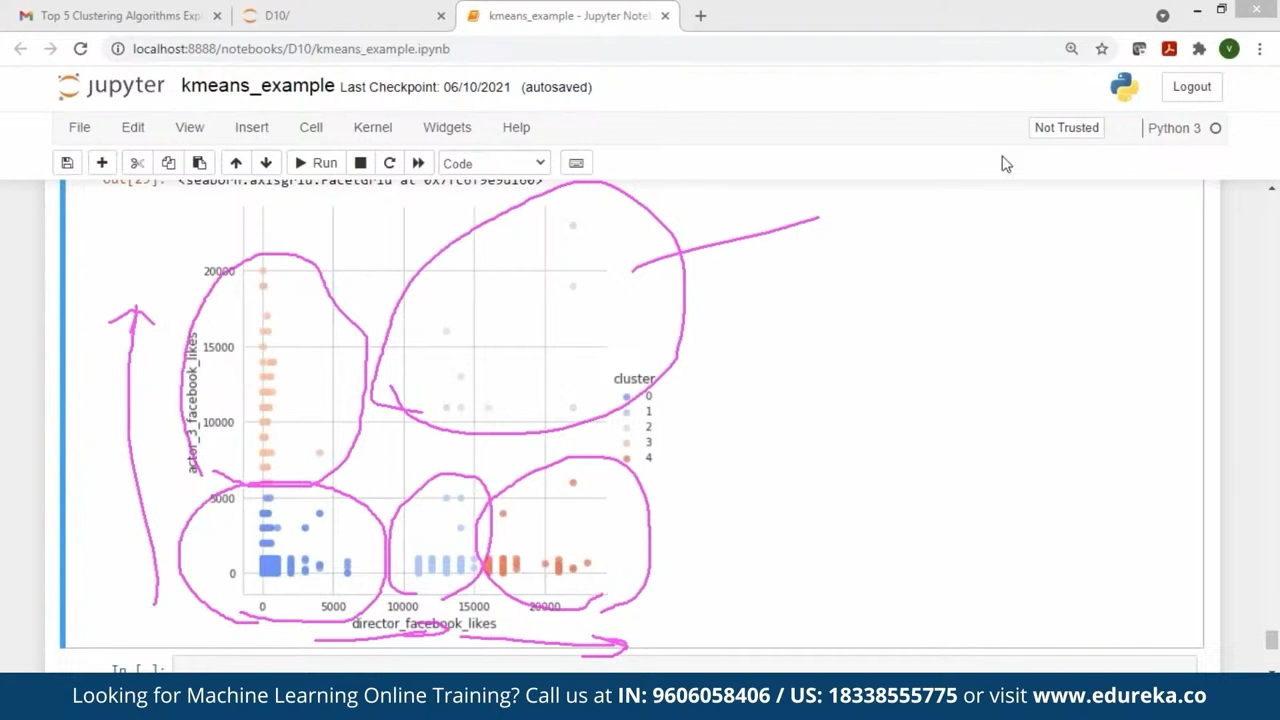 Top 5 Clustering Algorithms Exp
D10/
kmeans_example - Jupyter Note
localhost:8888/notebooks/D10/kmeans_example.ipynb
V
jupyter kmeans_example Last Checkpoint: 06/10/2021 (autosaved)
Logout
File Edit View Insert Cell Kernel Widgets Help
Not Trusted
Python 3
Run
Code
20000
15000
10000
5000
0
actor_3_facebook_likes
cluster
0
1
2
3
4
0 5000 10000 15000 20000
director_facebook_likes
In [ ]:
Looking for Machine Learning Online Training? Call us at IN: 9606058406 / US: 18338555775 or visit www.edureka.co